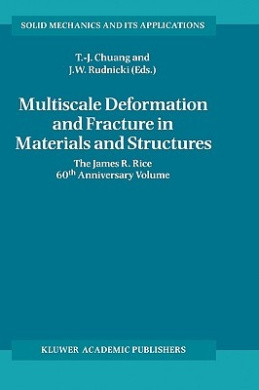 SOLID MECHANICS AND ITS APPLICATIONS
T.-J. Chuang and
J.W. Rudnicki (Eds.)
Multiscale Deformation
and Fracture in
Materials and Structures
The James R. Rice
60th Anniversary Volume
KLUWER ACADEMIC PUBLISHERS